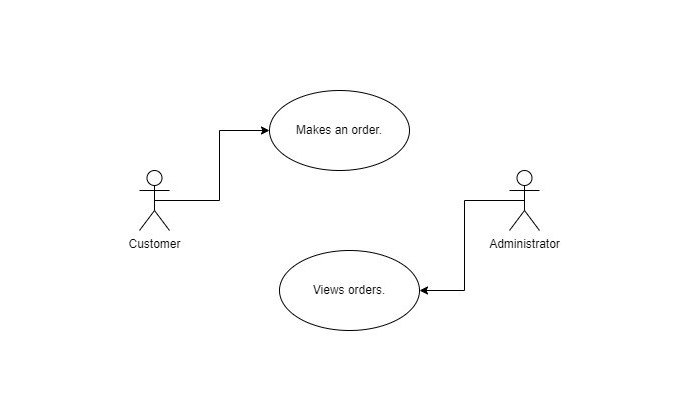 Makes an order.
Customer
Administrator
Views orders.